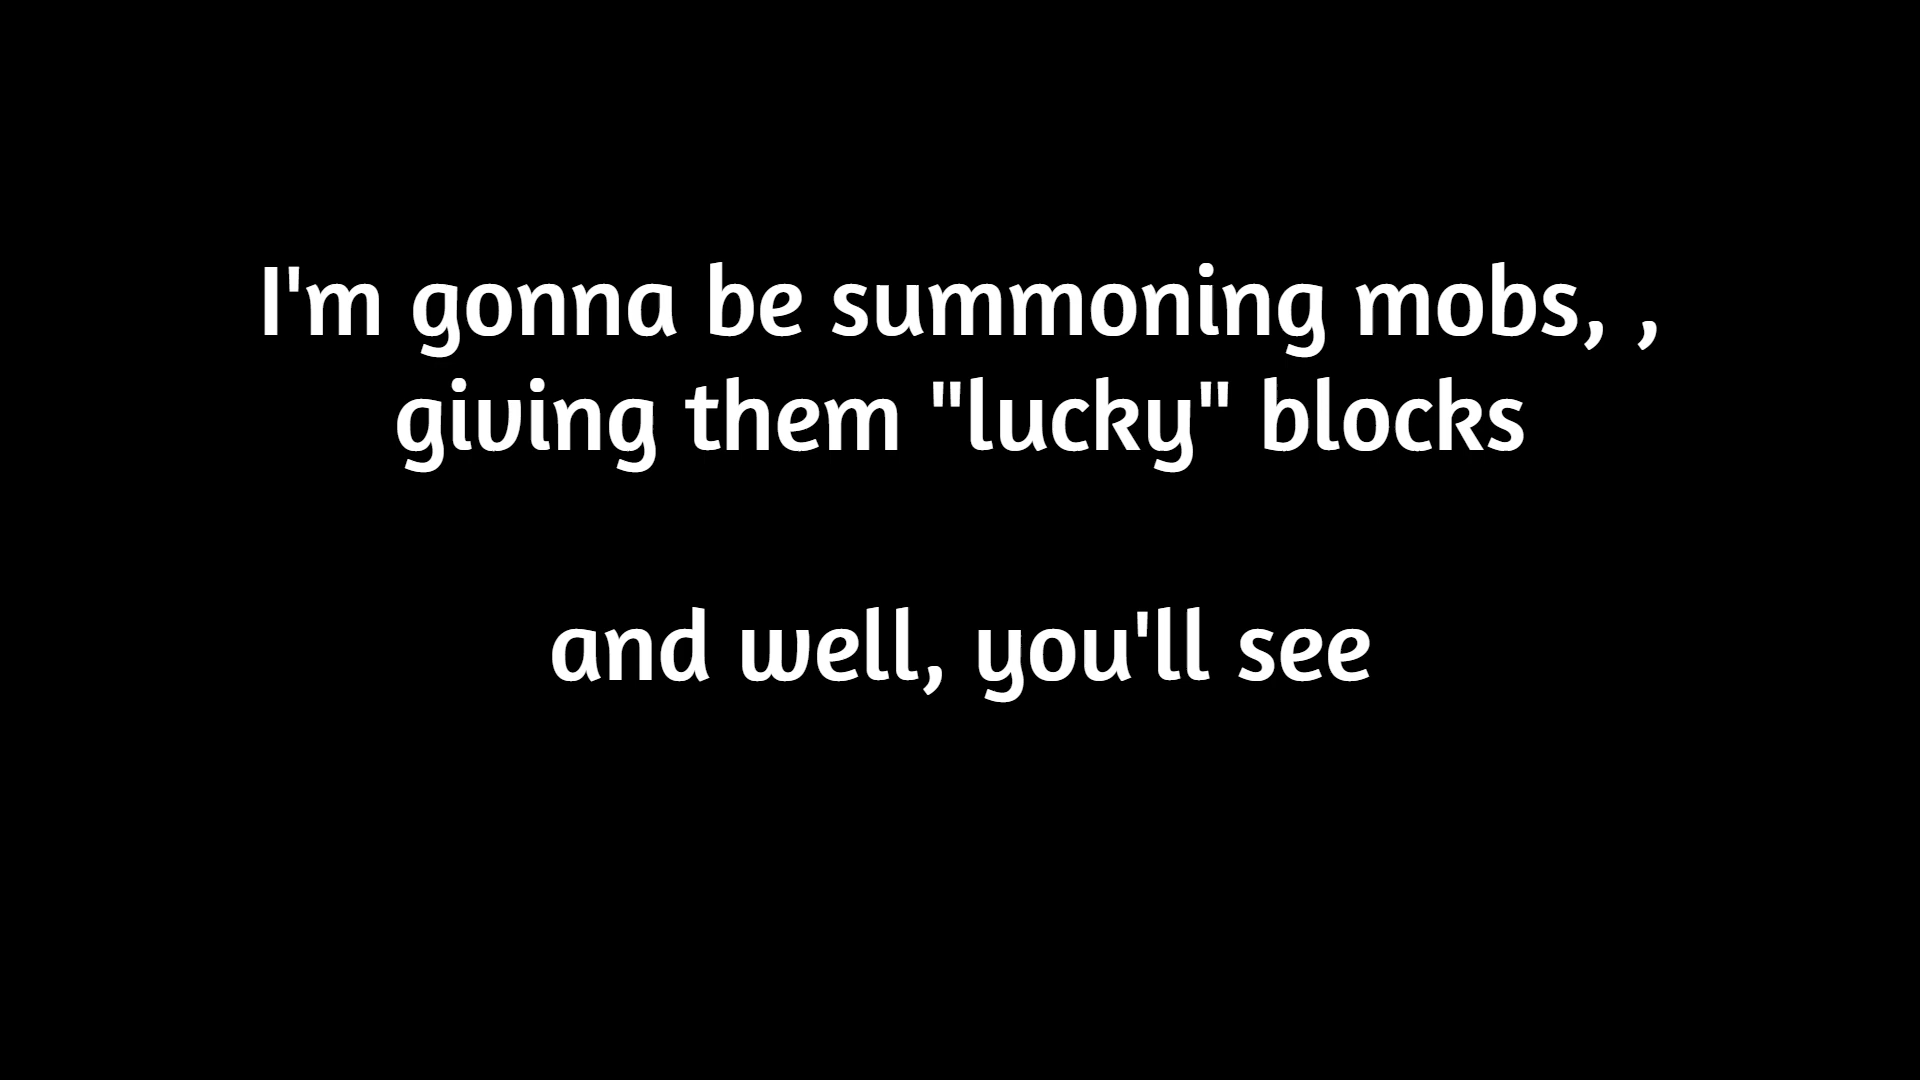 I'm gonna be summoning mobs, ,
giving them "lucky" blocks
and well, you'll see